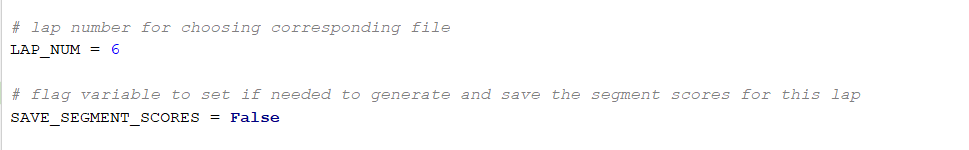 # lap number for choosing corresponding file
LAP_NUM = 6
# flag variable to set if needed to generate and save the segment scores for this lap
SAVE_SEGMENT_SCORES = False